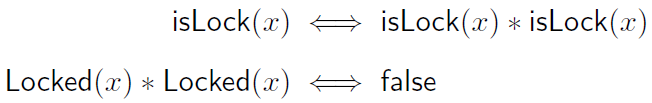 isLock(x) ⟺ isLock(x) ∗ isLock(x)
Locked(x) ∗ Locked(x) ⟺ false